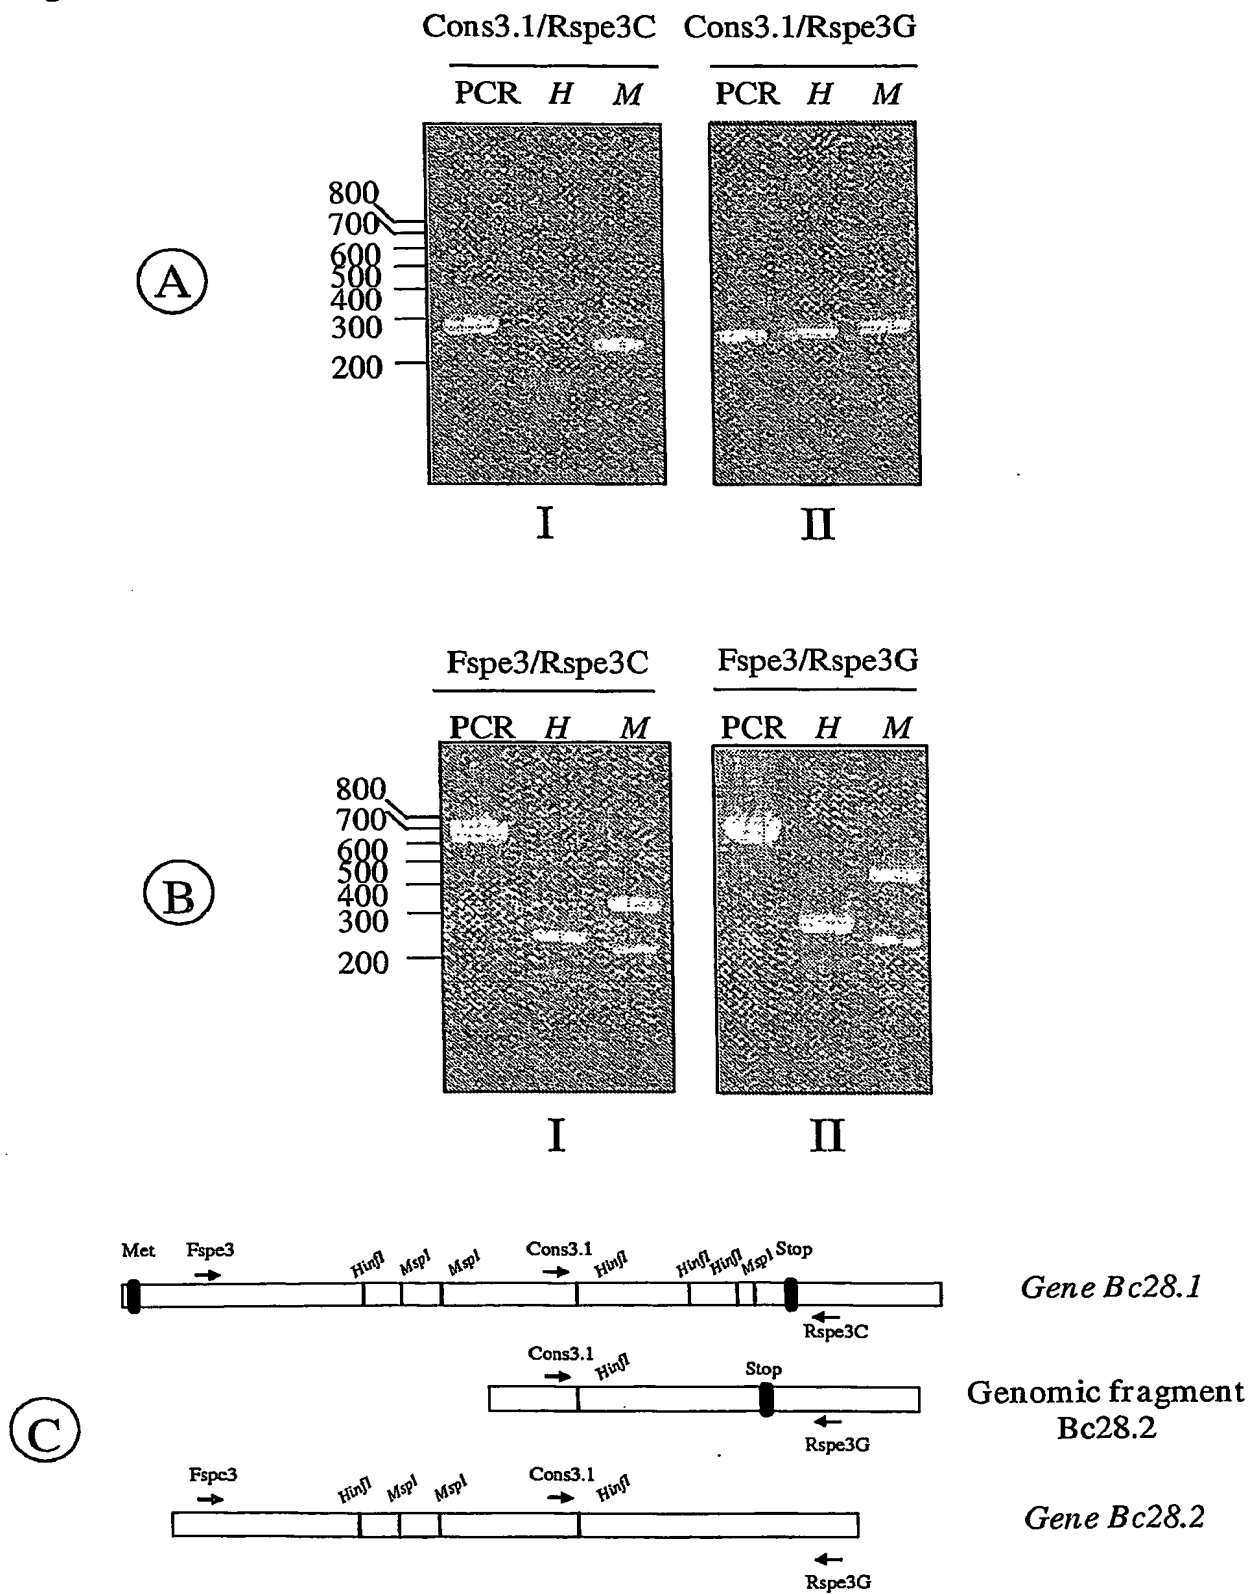 Cons3.1/Rspe3C Cons3.1/Rspe3G
PCR H M PCR H M
800
700
600
500
400
300
200
A
I II
Fspe3/Rspe3C Fspe3/Rspe3G
PCR H M PCR H M
800
700
600
500
400
300
200
B
I II
Met Fspe3 HinfI MspI MspI Cons3.1 HinfI HinfI HinfI MspI Stop
Gene Bc28.1
Rspe3C
Cons3.1 HinfI Stop
Genomic fragment
Bc28.2
Rspe3G
C
Fspe3 HinfI MspI MspI Cons3.1 HinfI
Gene Bc28.2
Rspe3G